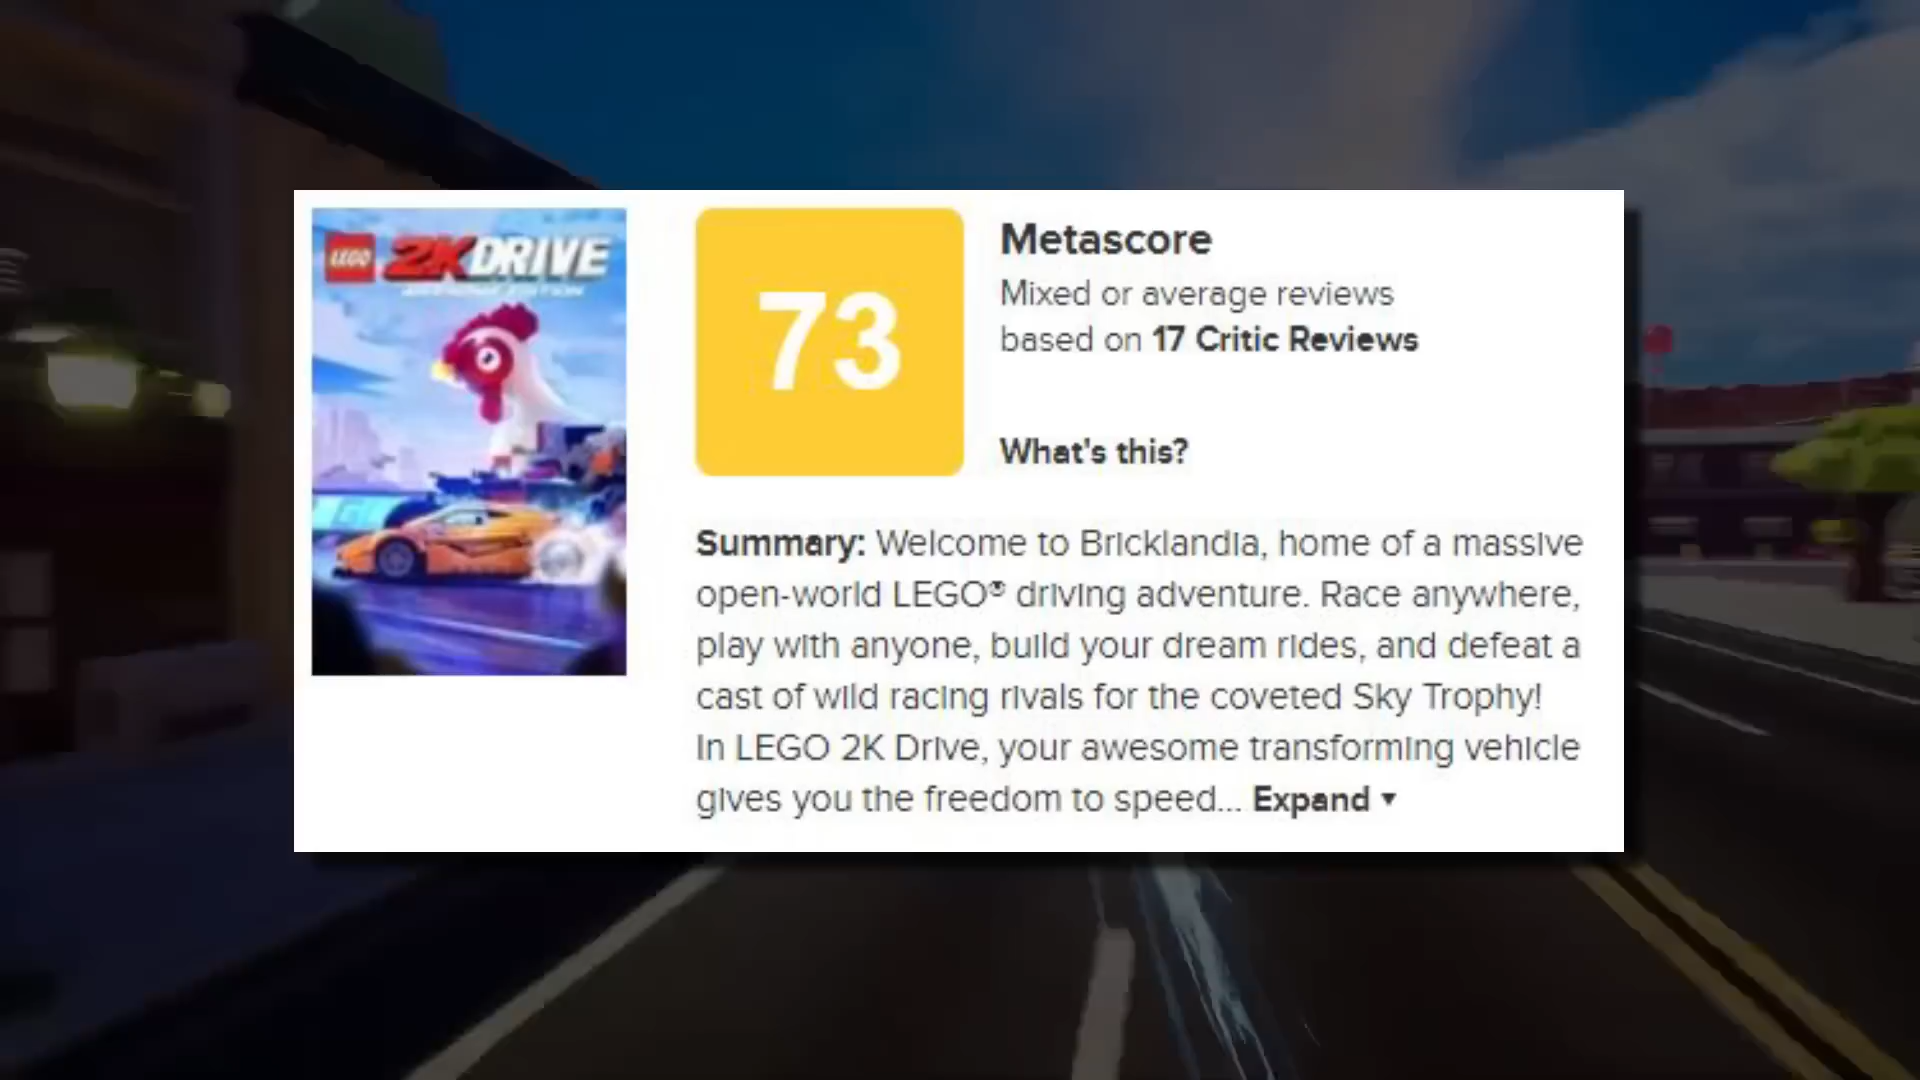 LEGO 2K DRIVE
73
Metascore
Mixed or average reviews
based on 17 Critic Reviews
What's this?
Summary: Welcome to Bricklandia, home of a massive
open-world LEGO® driving adventure. Race anywhere,
play with anyone, build your dream rides, and defeat a
cast of wild racing rivals for the coveted Sky Trophy!
In LEGO 2K Drive, your awesome transforming vehicle
gives you the freedom to speed... Expand ▼